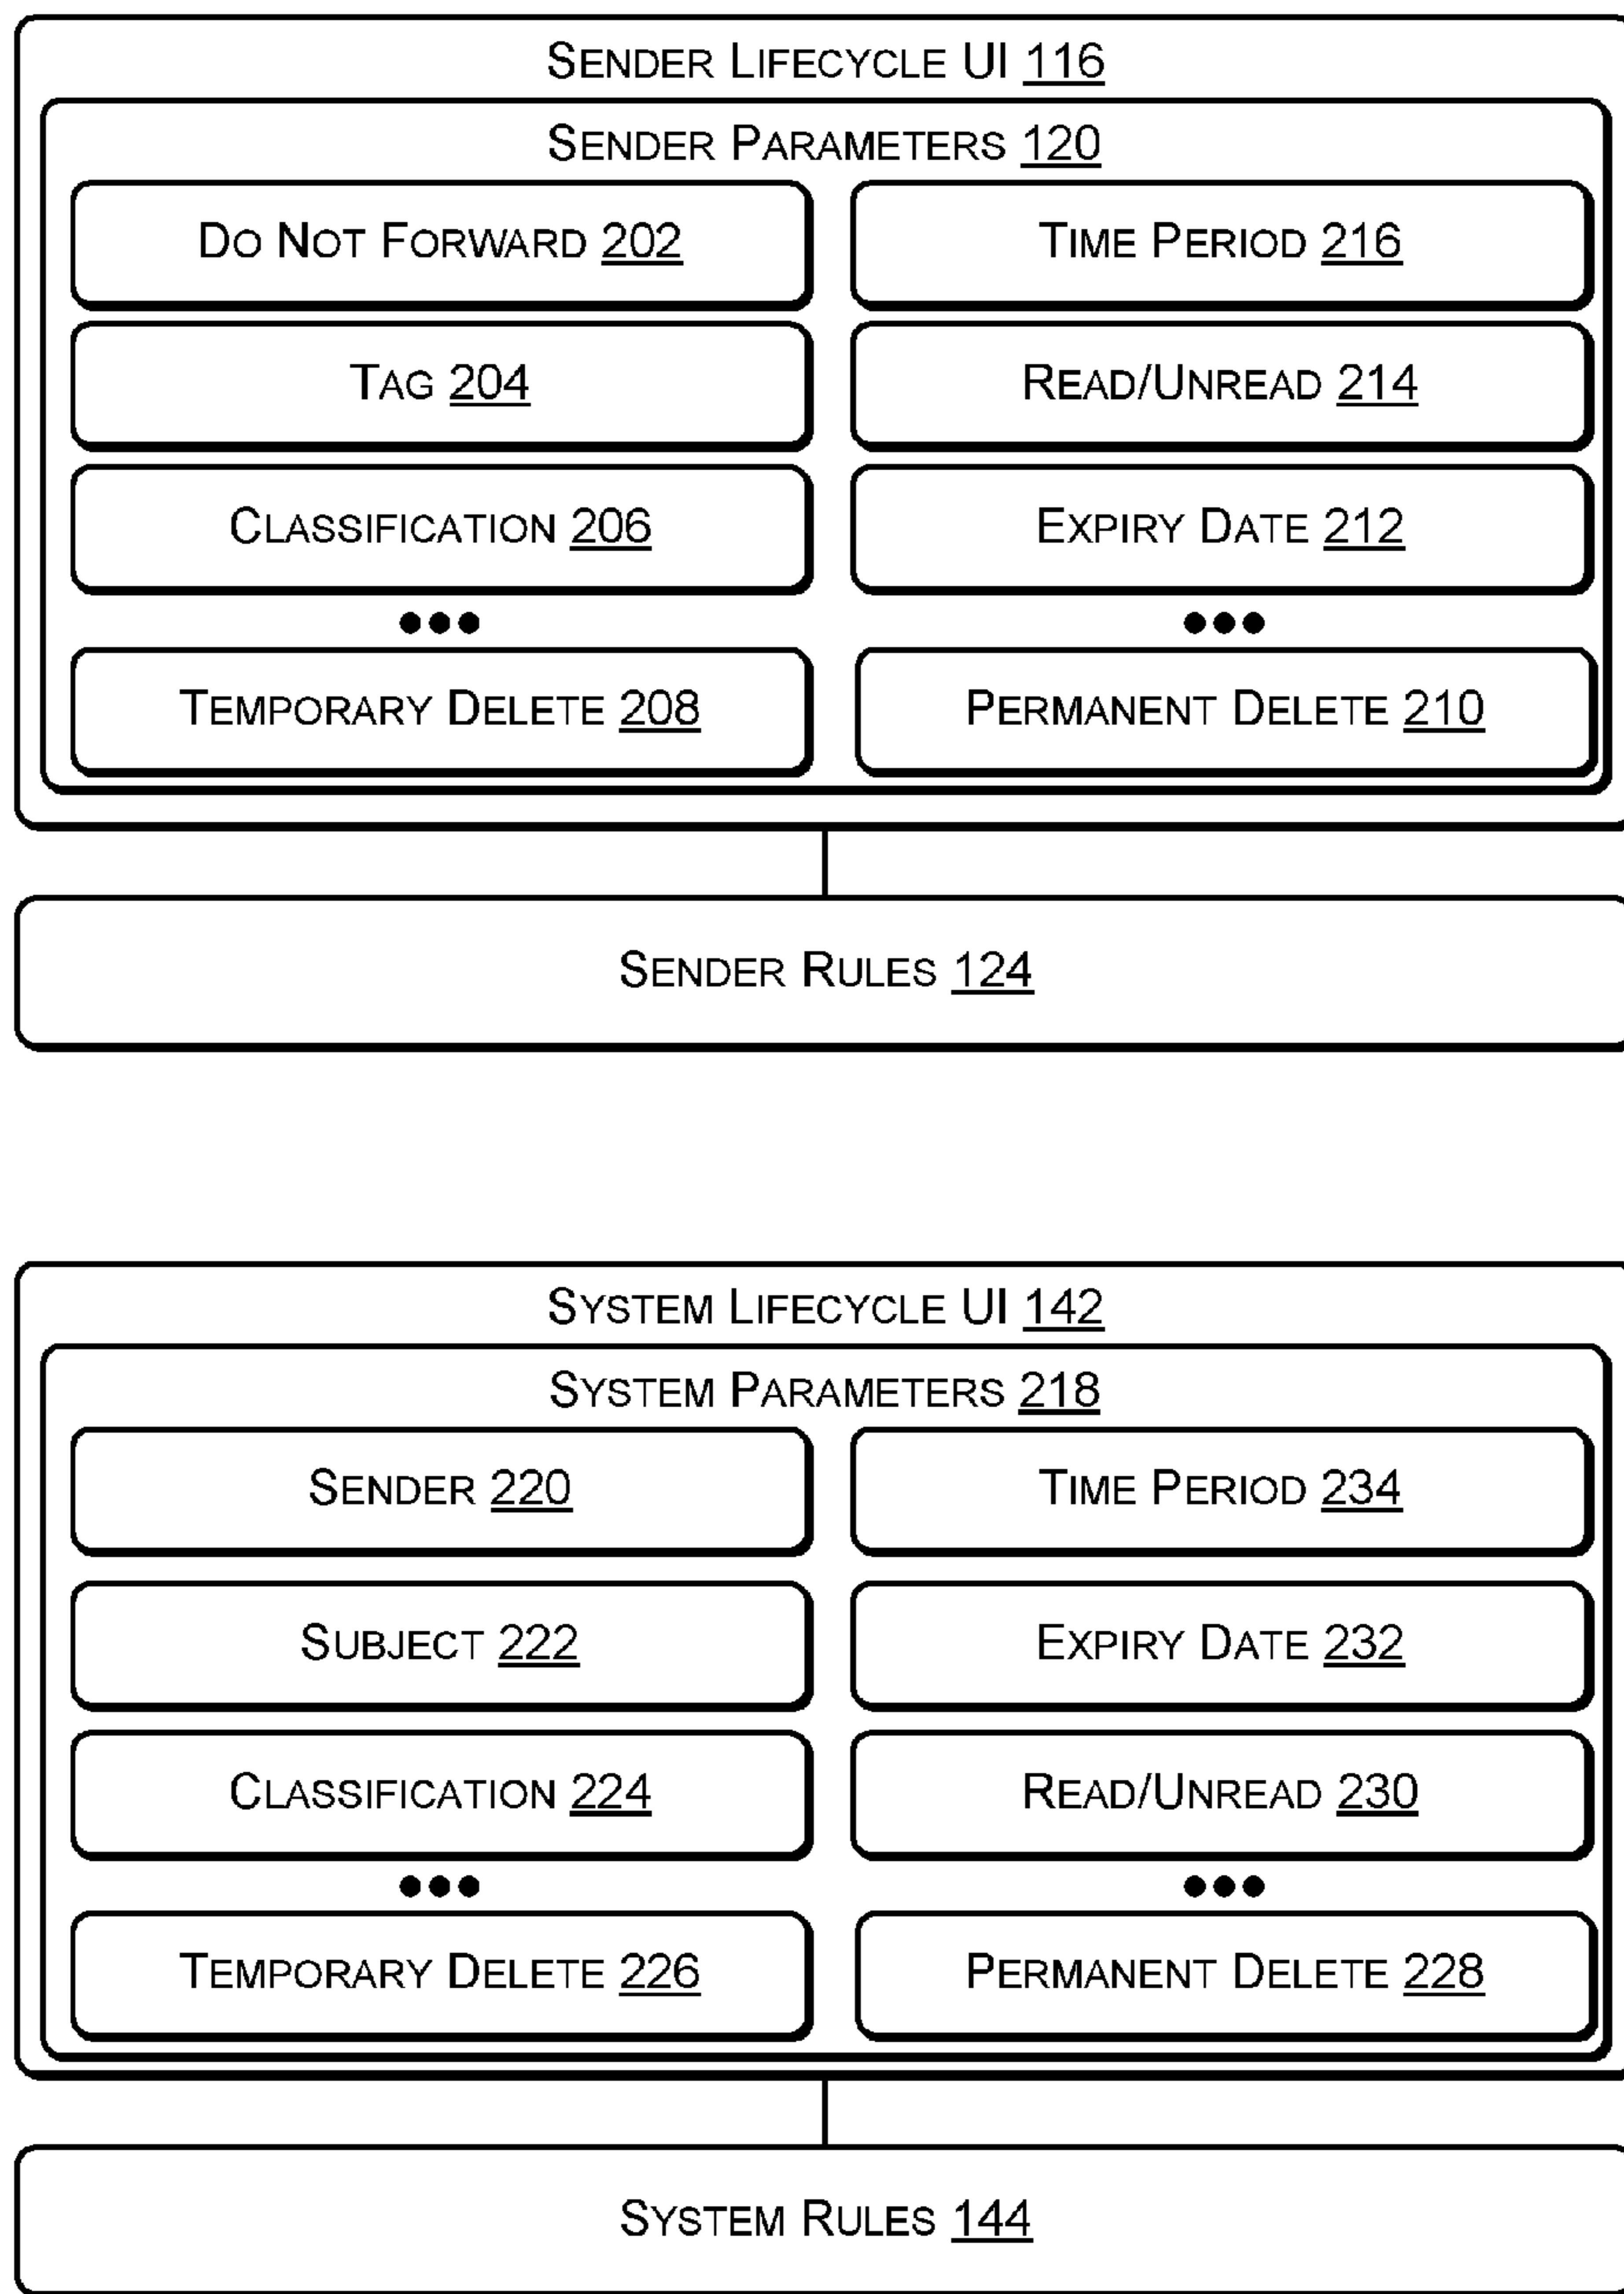 SENDER LIFECYCLE UI 116
SENDER PARAMETERS 120
DO NOT FORWARD 202
TIME PERIOD 216
TAG 204
READ/UNREAD 214
CLASSIFICATION 206
EXPIRY DATE 212
TEMPORARY DELETE 208
PERMANENT DELETE 210
SENDER RULES 124
SYSTEM LIFECYCLE UI 142
SYSTEM PARAMETERS 218
SENDER 220
TIME PERIOD 234
SUBJECT 222
EXPIRY DATE 232
CLASSIFICATION 224
READ/UNREAD 230
TEMPORARY DELETE 226
PERMANENT DELETE 228
SYSTEM RULES 144